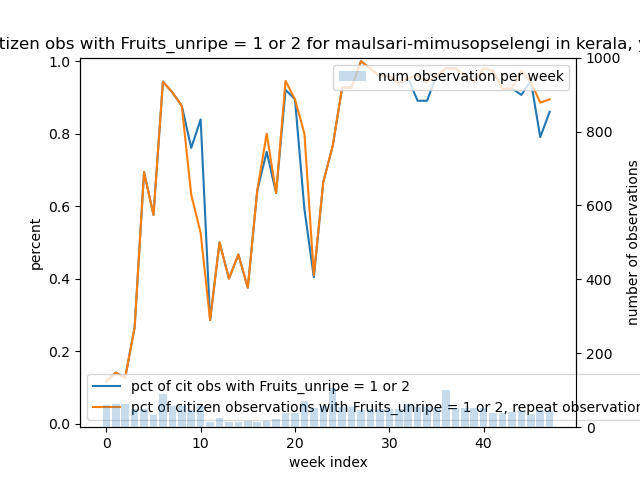 tizen obs with Fruits_unripe = 1 or 2 for maulsari-mimusopselengi in kerala,
num observation per week
percent
1.0
0.8
0.6
0.4
0.2
0.0
1000
800
600
400
200
0
number of observations
pct of cit obs with Fruits_unripe = 1 or 2
pct of citizen observations with Fruits_unripe = 1 or 2, repeat observation
0 10 20 30 40
week index